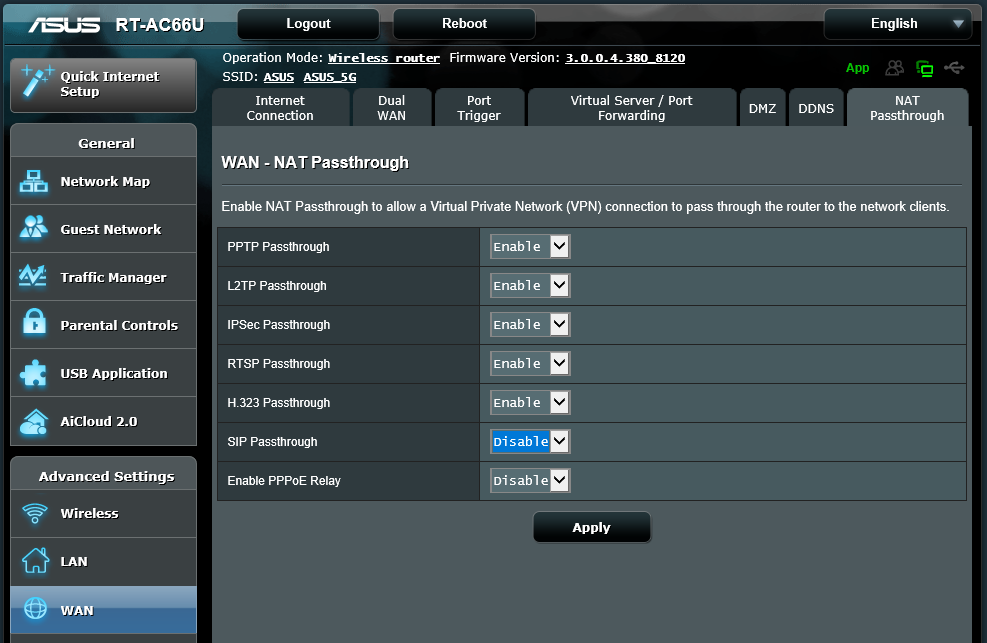 ASUS RT-AC66U Logout Reboot English
Operation Mode: Wireless router Firmware Version: 3.0.0.4.380_8120
SSID: ASUS ASUS_5G
App
Quick Internet
Setup
General
Network Map
Guest Network
Traffic Manager
Parental Controls
USB Application
AiCloud 2.0
Advanced Settings
Wireless
LAN
WAN
Internet
Connection
Dual
WAN
Port
Trigger
Virtual Server / Port
Forwarding
DMZ
DDNS
NAT
Passthrough
WAN - NAT Passthrough
Enable NAT Passthrough to allow a Virtual Private Network (VPN) connection to pass through the router to the network clients.
PPTP Passthrough Enable
L2TP Passthrough Enable
IPSec Passthrough Enable
RTSP Passthrough Enable
H.323 Passthrough Enable
SIP Passthrough Disable
Enable PPPoE Relay Disable
Apply